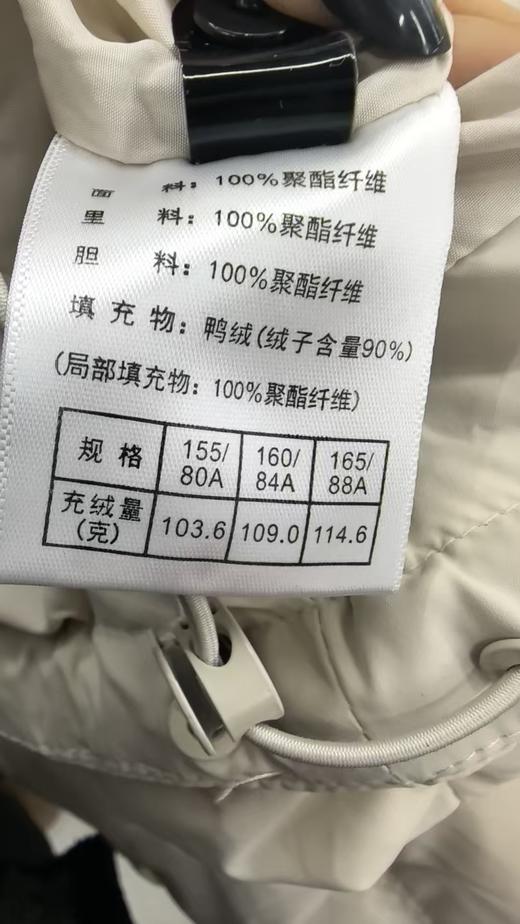 面 料：100%聚酯纤维
里 料：100%聚酯纤维
胆 料：100%聚酯纤维
填 充 物：鸭绒(绒子含量90%)
(局部填充物：100%聚酯纤维)
规 格 155/80A 160/84A 165/88A
充绒量(克) 103.6 109.0 114.6